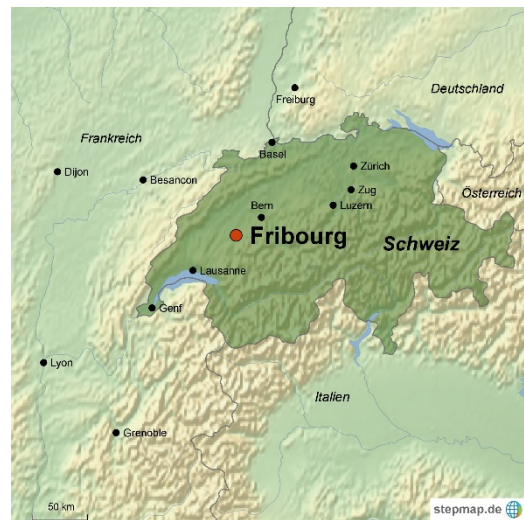 Deutschland
Freiburg
Frankreich
Basel
Dijon
Besancon
Zürich
Zug
Österreich
Luzern
Bern
Fribourg
Schweiz
Lausanne
Genf
Lyon
Italien
Grenoble
50 km
stepmap.de